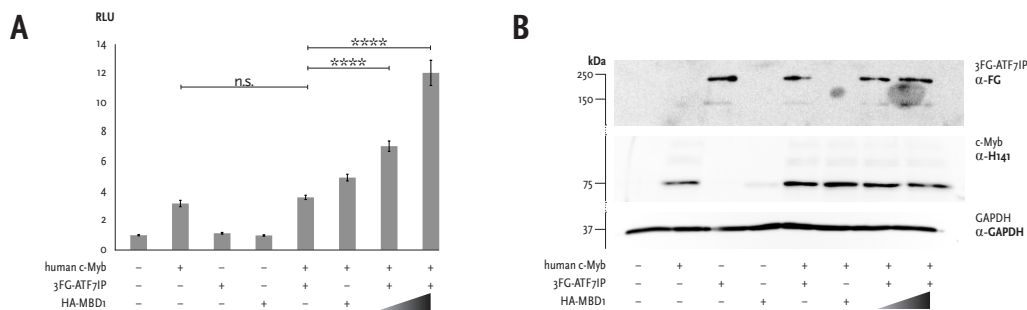 A
RLU
14
12
10
8
6
4
2
0
n.s.
****
****
human c-Myb – + – – + + + +
3FG-ATF7IP – – + – + – + +
HA-MBD1 – – – + – +
B
kDa
250
150
75
37
3FG-ATF7IP
α-FG
c-Myb
α-H141
GAPDH
α-GAPDH
human c-Myb – + – – + + + +
3FG-ATF7IP – – + – + – + +
HA-MBD1 – – – + – +